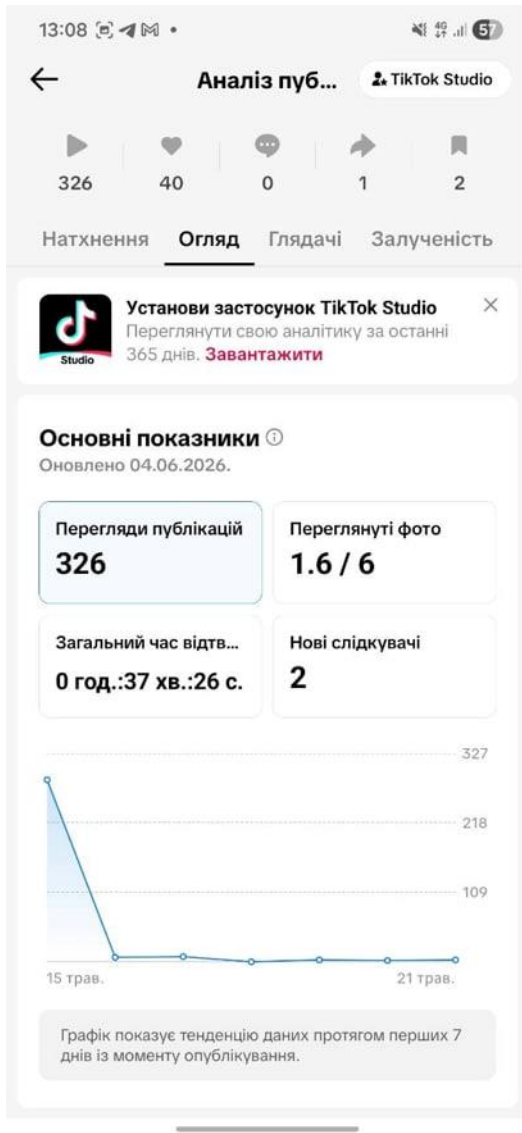 13:08
4G
57
Аналіз пуб...
TikTok Studio
326 40 0 1 2
Натхнення Огляд Глядачі Залученість
Установи застосунок TikTok Studio
Переглянути свою аналітику за останні
365 днів. Завантажити
Studio
Основні показники
Оновлено 04.06.2026.
Перегляди публікацій
326
Переглянуті фото
1.6 / 6
Загальний час відтв...
0 год.:37 хв.:26 с.
Нові слідкувачі
2
327
218
109
15 трав. 21 трав.
Графік показує тенденцію даних протягом перших 7
днів із моменту опублікування.